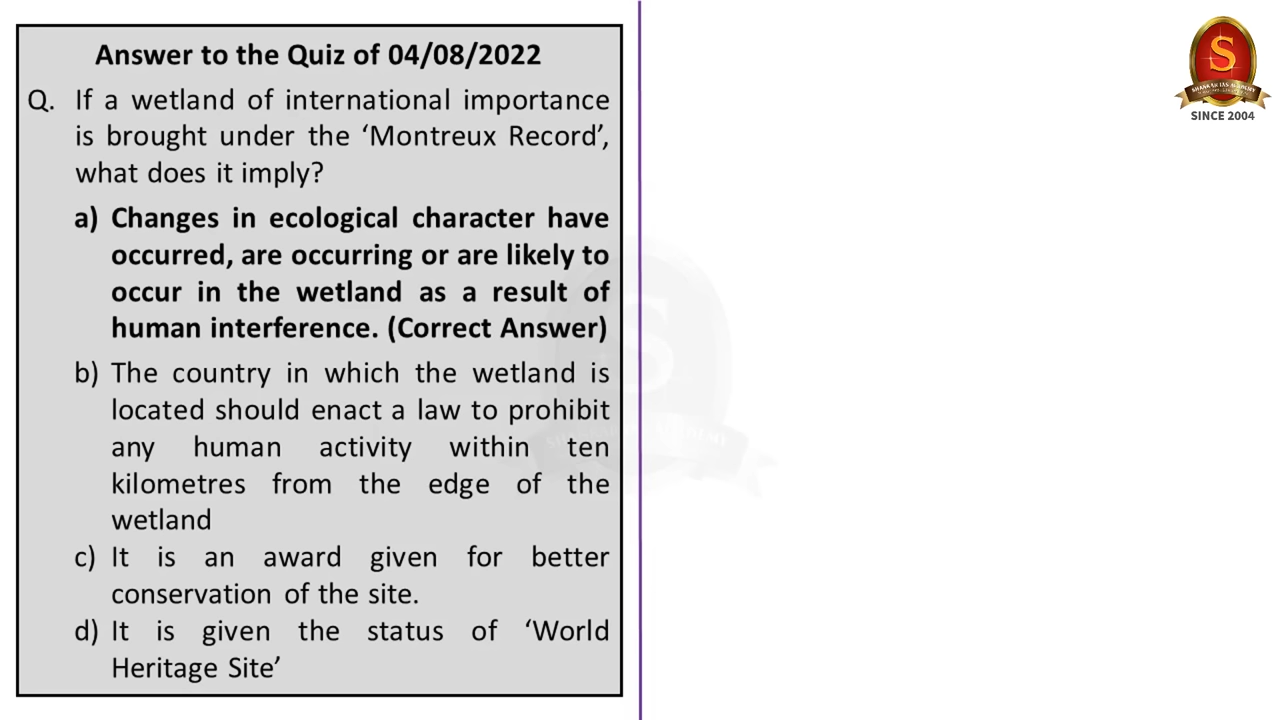 Answer to the Quiz of 04/08/2022
Q. If a wetland of international importance
is brought under the ‘Montreux Record’,
what does it imply?
a) Changes in ecological character have
occurred, are occurring or are likely to
occur in the wetland as a result of
human interference. (Correct Answer)
b) The country in which the wetland is
located should enact a law to prohibit
any human activity within ten
kilometres from the edge of the
wetland
c) It is an award given for better
conservation of the site.
d) It is given the status of ‘World
Heritage Site’
S
SHANKAR IAS ACADEMY
SINCE 2004